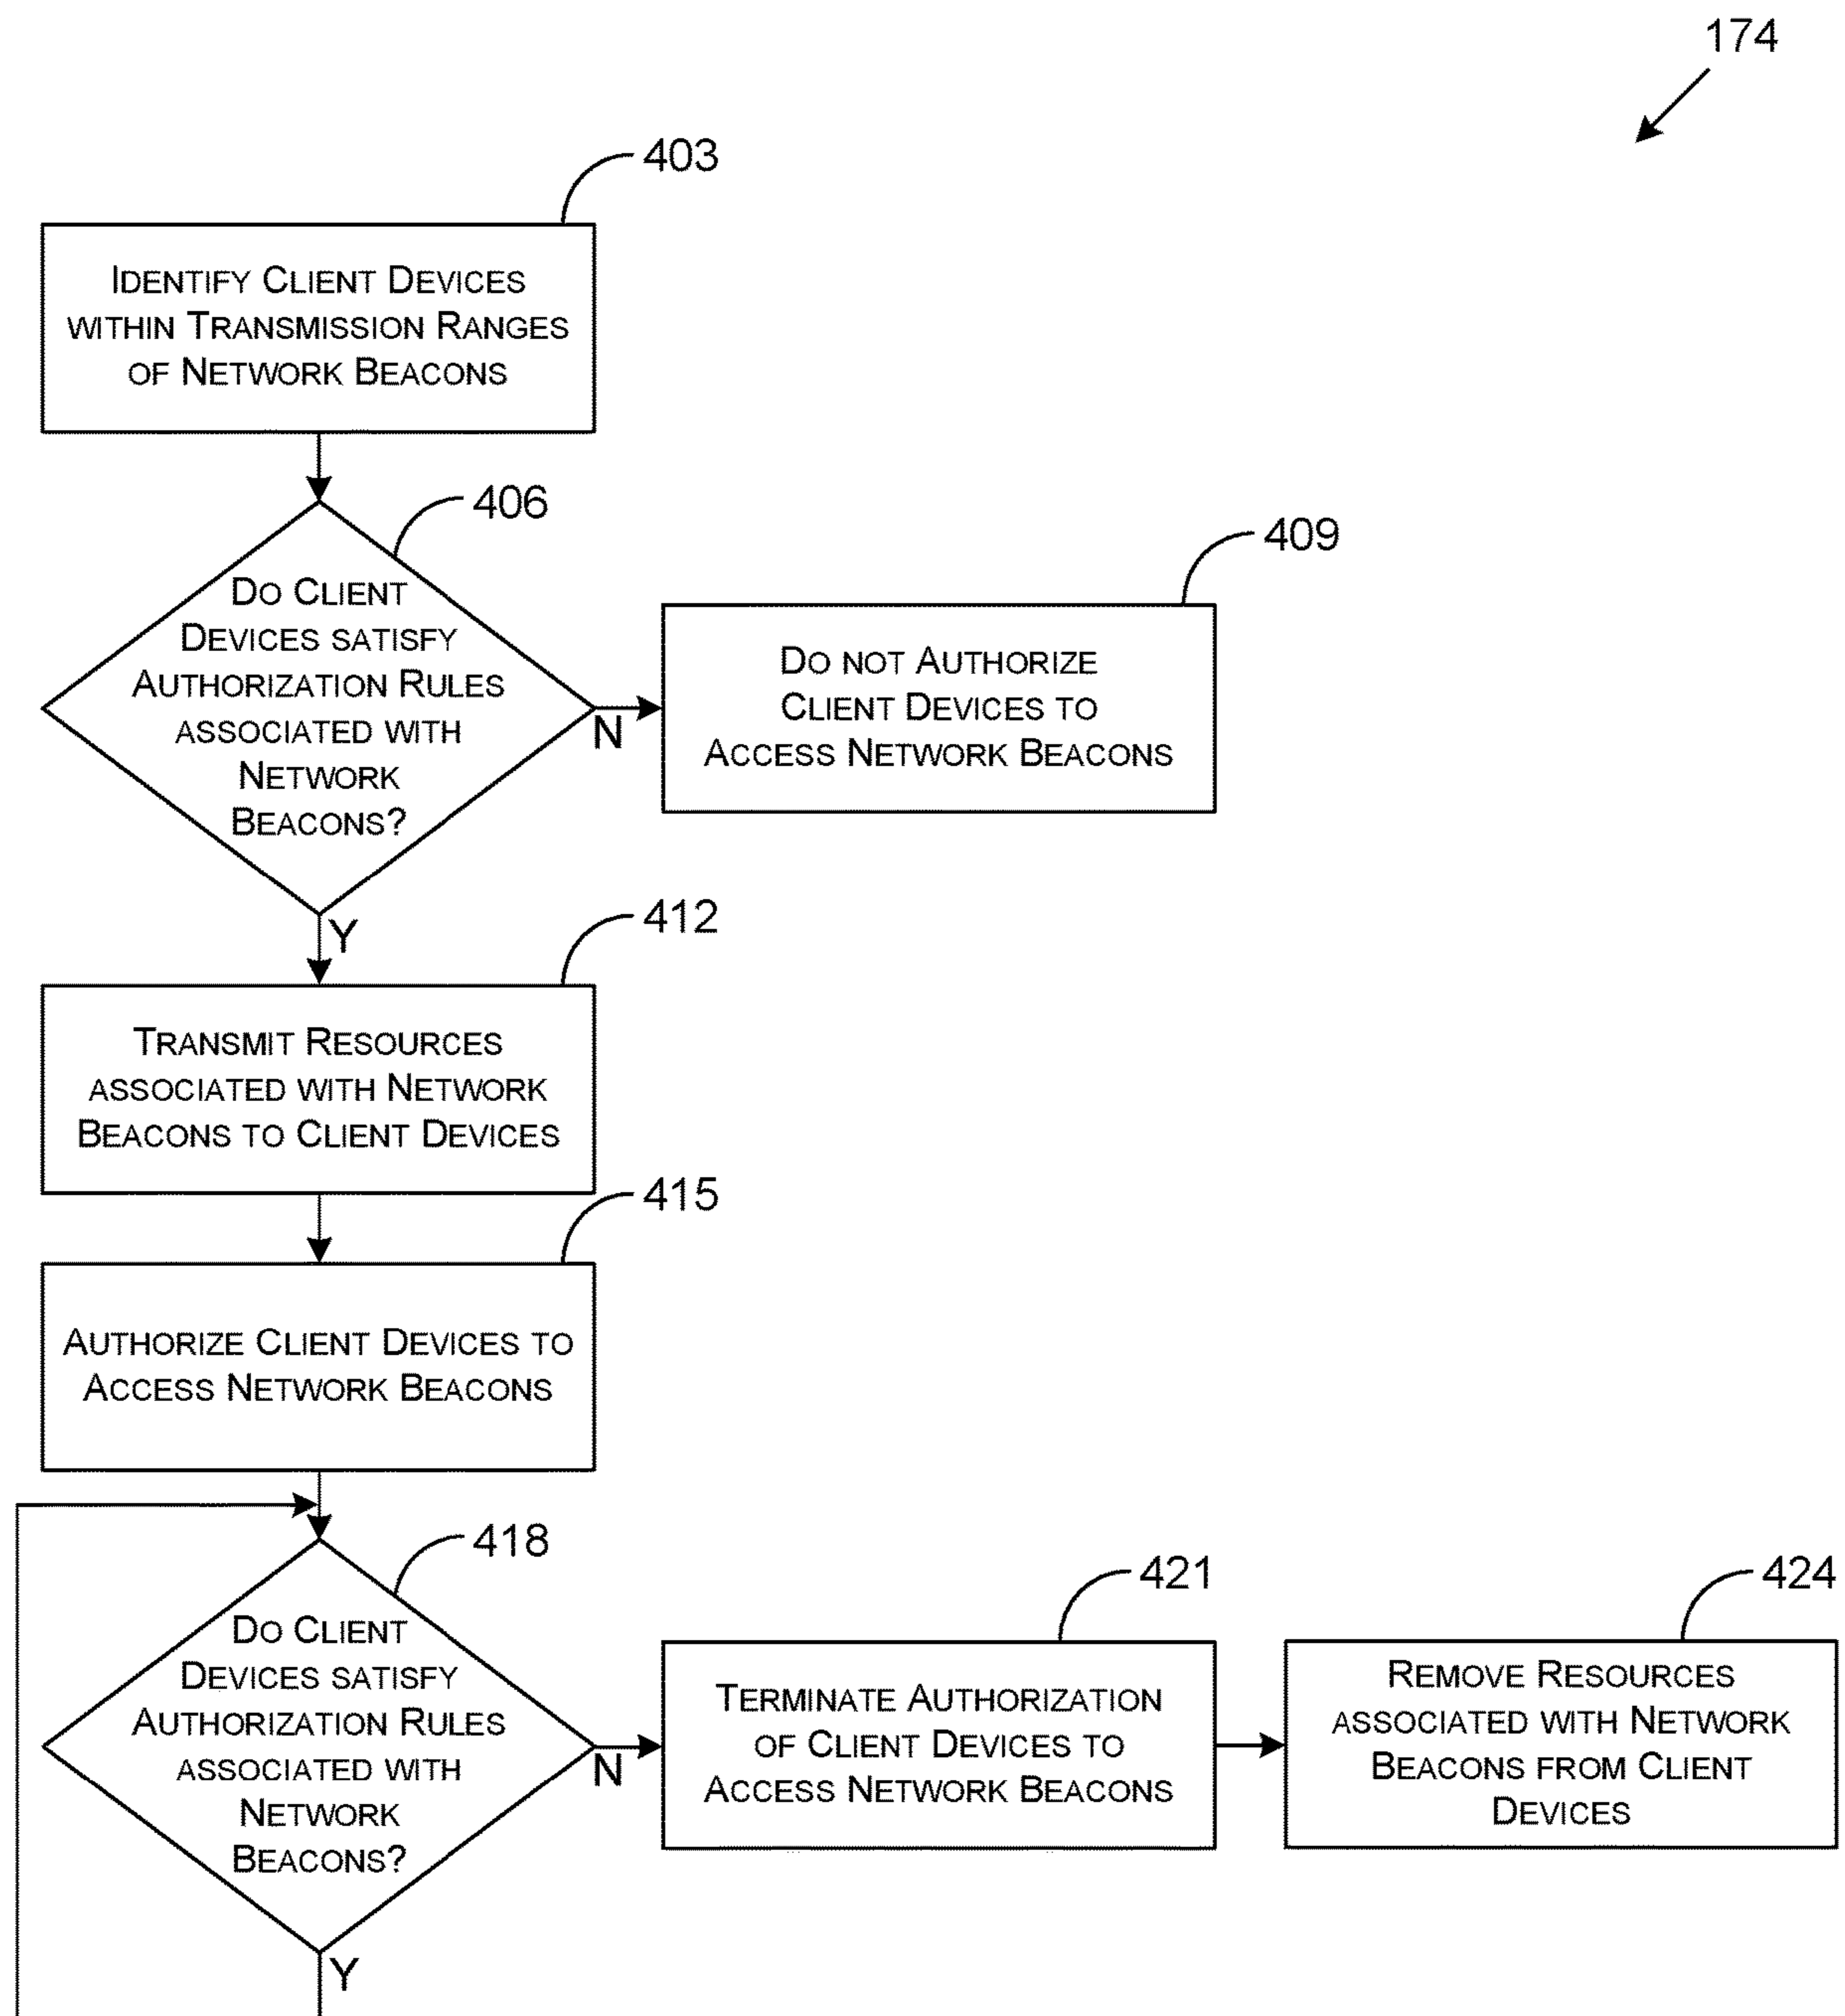 174
403
IDENTIFY CLIENT DEVICES
WITHIN TRANSMISSION RANGES
OF NETWORK BEACONS
406
DO CLIENT
DEVICES SATISFY
AUTHORIZATION RULES
ASSOCIATED WITH
NETWORK
BEACONS?
N
409
DO NOT AUTHORIZE
CLIENT DEVICES TO
ACCESS NETWORK BEACONS
Y
412
TRANSMIT RESOURCES
ASSOCIATED WITH NETWORK
BEACONS TO CLIENT DEVICES
415
AUTHORIZE CLIENT DEVICES TO
ACCESS NETWORK BEACONS
418
DO CLIENT
DEVICES SATISFY
AUTHORIZATION RULES
ASSOCIATED WITH
NETWORK
BEACONS?
N
421
TERMINATE AUTHORIZATION
OF CLIENT DEVICES TO
ACCESS NETWORK BEACONS
424
REMOVE RESOURCES
ASSOCIATED WITH NETWORK
BEACONS FROM CLIENT
DEVICES
Y